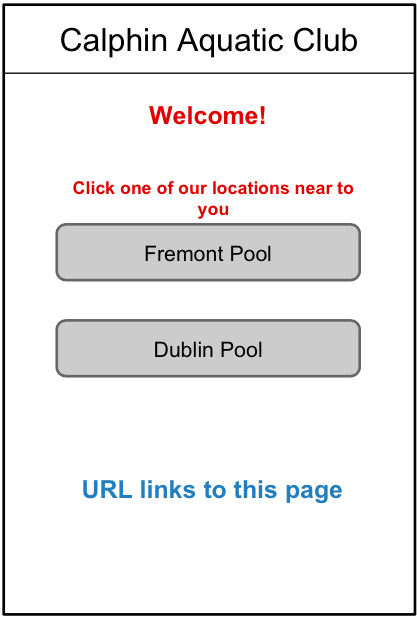 Calphin Aquatic Club
Welcome!
Click one of our locations near to
you
Fremont Pool
Dublin Pool
URL links to this page